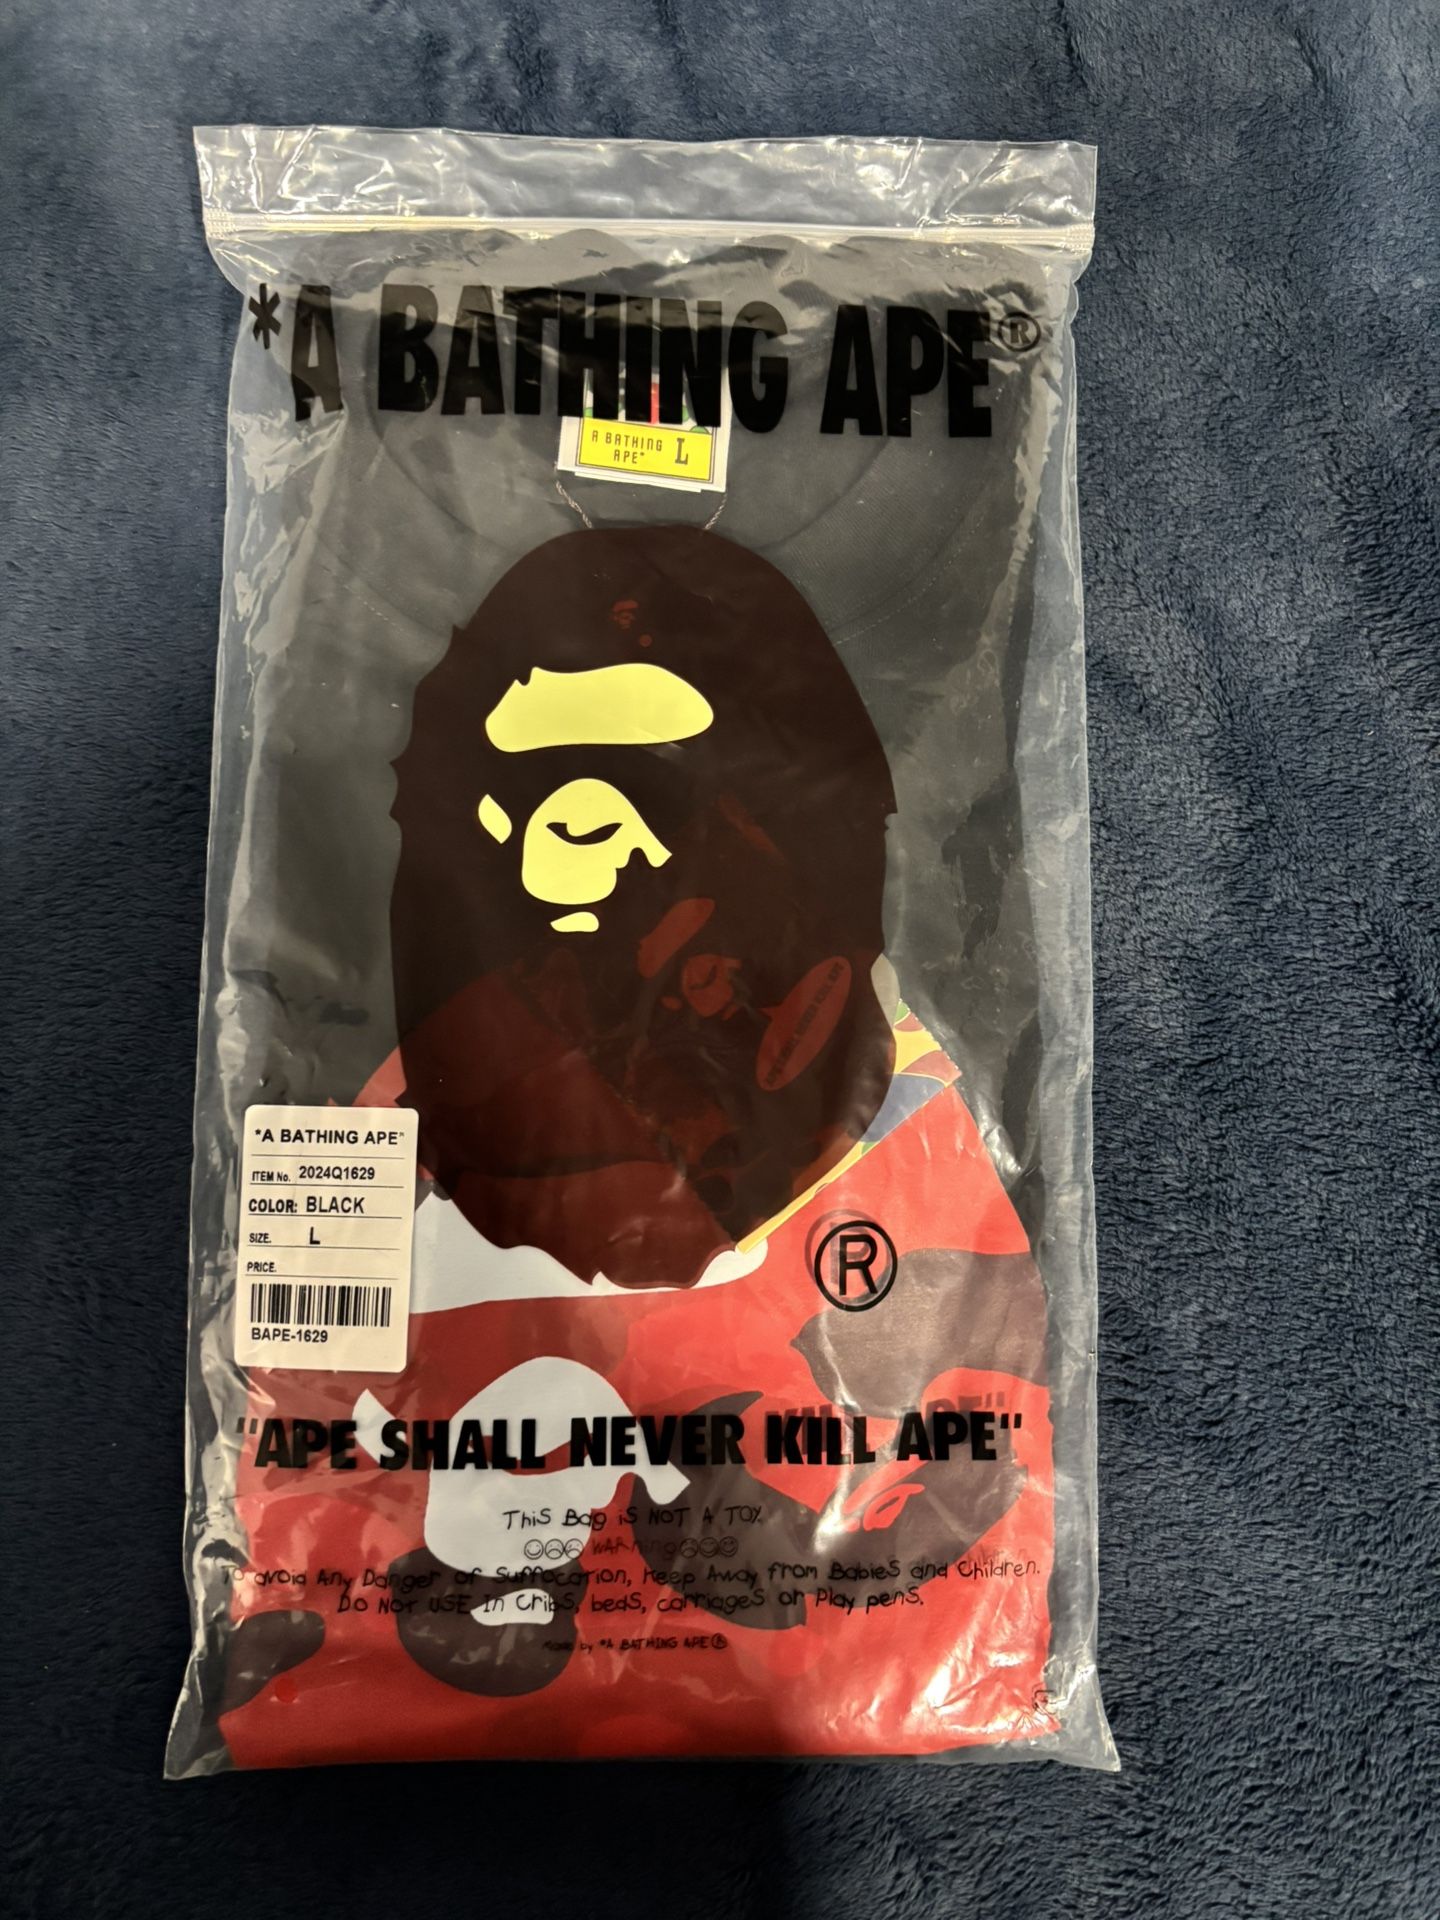 *A BATHING APE®
A BATHING
APE*
L
*A BATHING APE"
ITEM No. 2024Q1629
COLOR: BLACK
SIZE. L
PRICE.
BAPE-1629
®
"APE SHALL NEVER KILL APE"
THiS Bag iS NOT A TOY.
WARning
To avoid Any Danger of Suffocation, Keep Away from Babies and Children.
DO NOT USE In CribS, bedS, carriageS or Play penS.
Made by *A BATHING APE®